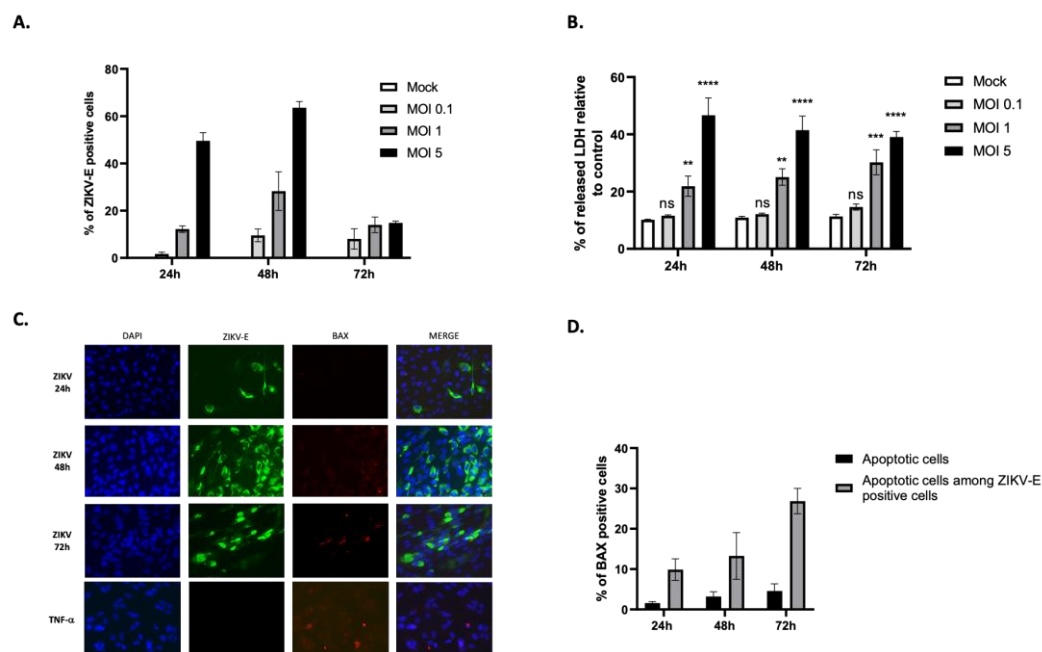 A.
% of ZIKV-E positive cells
80
60
40
20
0
24h
48h
72h
Mock
MOI 0.1
MOI 1
MOI 5
B.
% of released LDH relative
to control
60
40
20
0
ns
**
****
ns
**
****
ns
***
****
24h
48h
72h
Mock
MOI 0.1
MOI 1
MOI 5
C.
DAPI ZIKV-E BAX MERGE
ZIKV
24h
ZIKV
48h
ZIKV
72h
TNF-α
D.
% of BAX positive cells
40
30
20
10
0
24h
48h
72h
Apoptotic cells
Apoptotic cells among ZIKV-E
positive cells